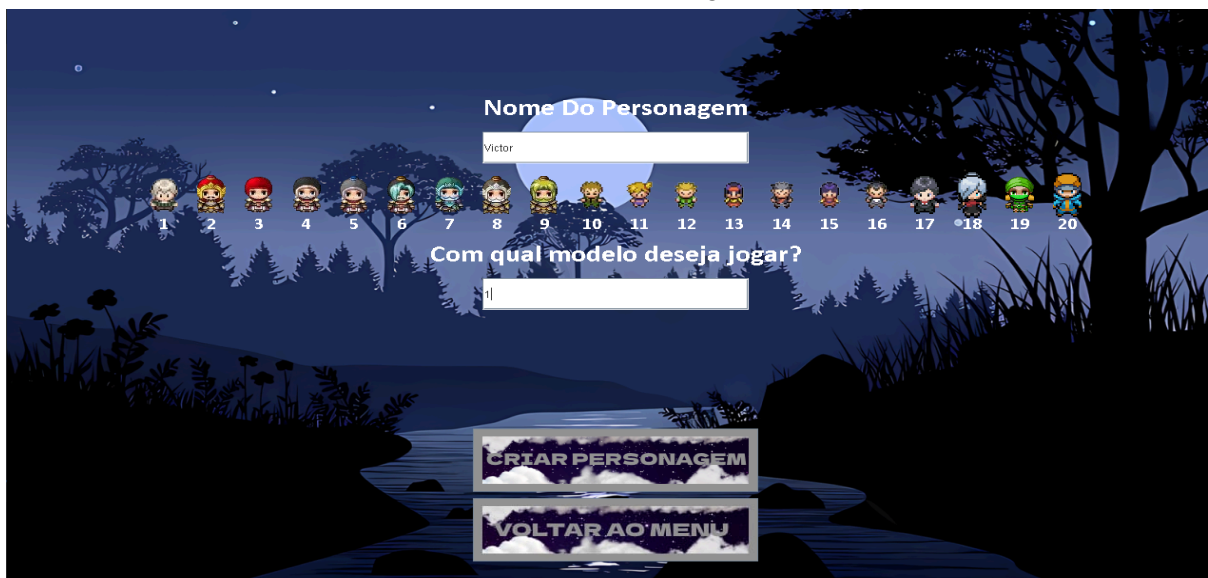 Nome Do Personagem
Victor
1 2 3 4 5 6 7 8 9 10 11 12 13 14 15 16 17 18 19 20
Com qual modelo deseja jogar?
1
CRIAR PERSONAGEM
VOLTAR AO MENU